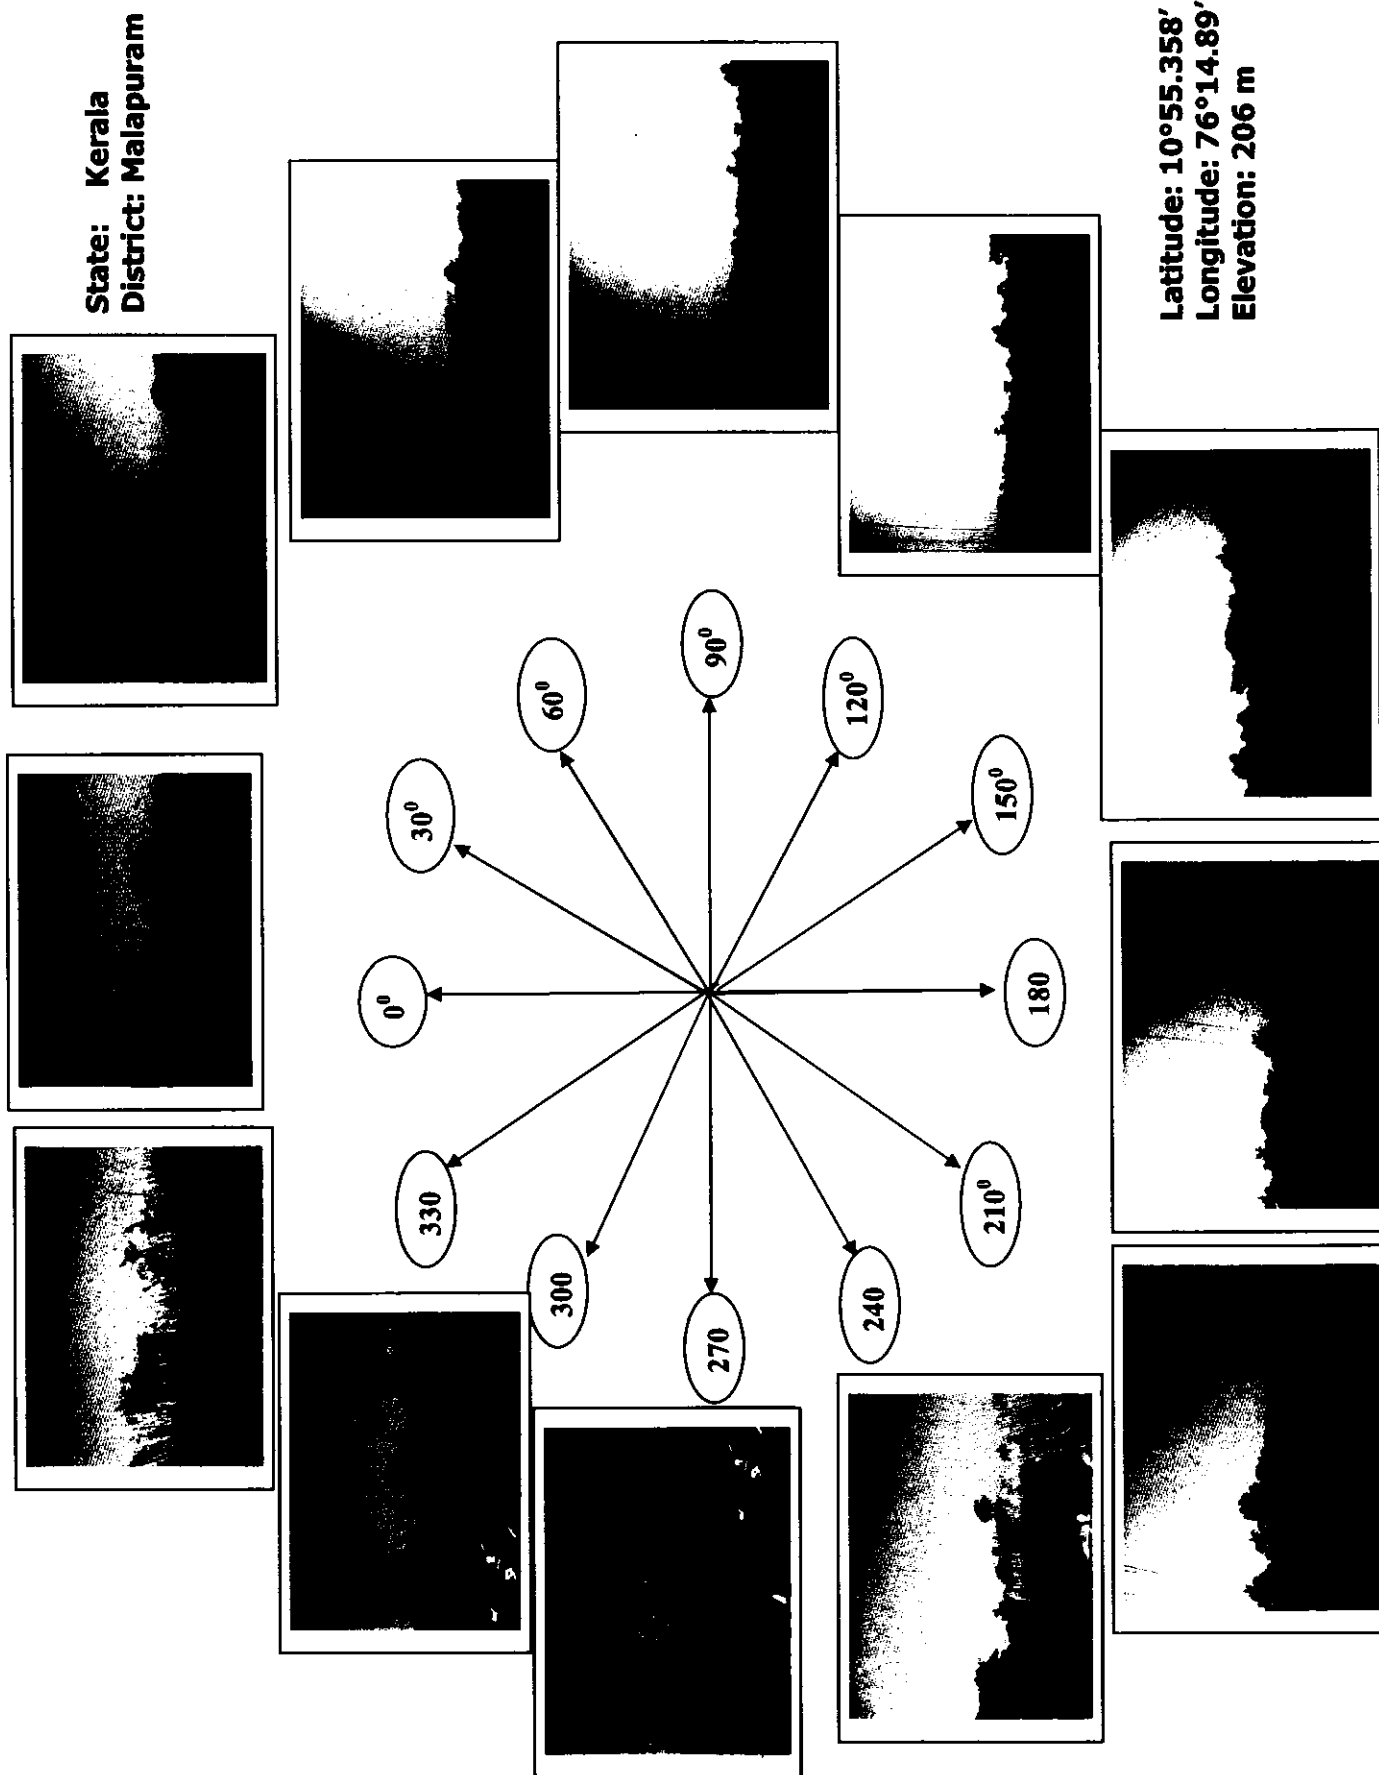 State: Kerala
District: Malapuram
0⁰
30⁰
60⁰
90⁰
120⁰
150⁰
180
210⁰
240
270
300
330
Latitude: 10°55.358'
Longitude: 76°14.89'
Elevation: 206 m